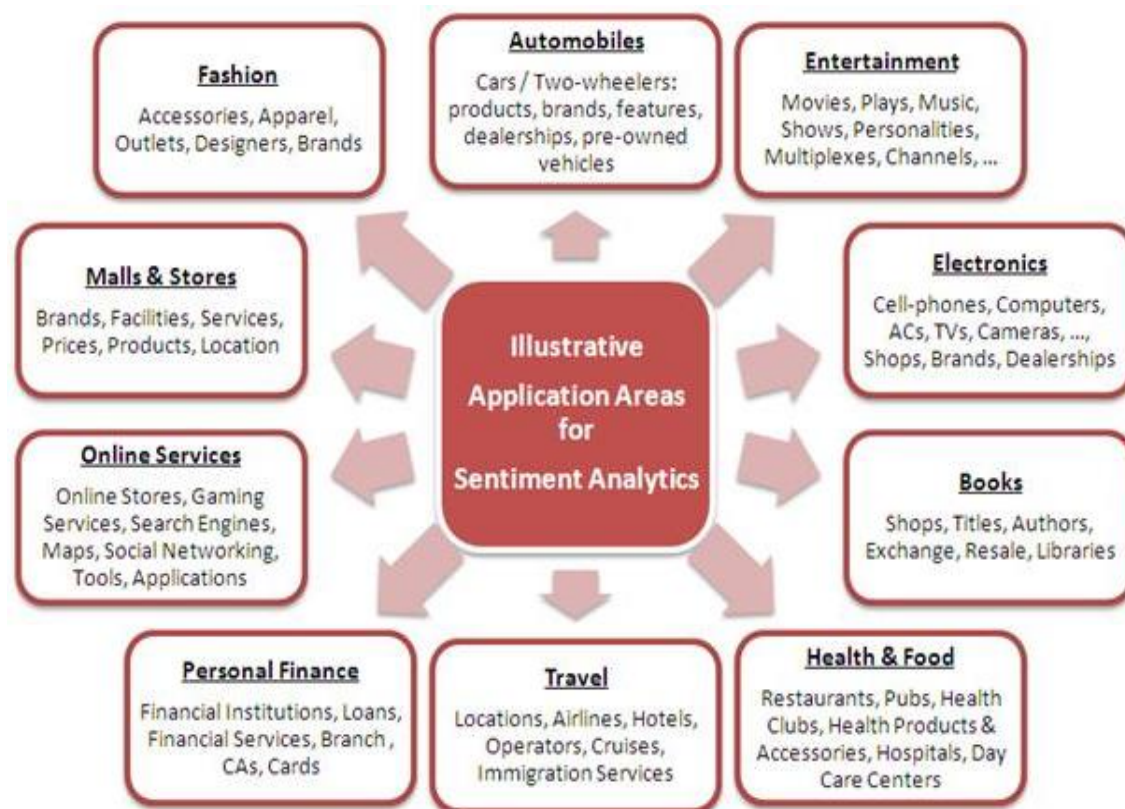 Fashion
Accessories, Apparel,
Outlets, Designers, Brands
Automobiles
Cars / Two-wheelers:
products, brands, features,
dealerships, pre-owned
vehicles
Entertainment
Movies, Plays, Music,
Shows, Personalities,
Multiplexes, Channels, ...
Malls & Stores
Brands, Facilities, Services,
Prices, Products, Location
Illustrative
Application Areas
for
Sentiment Analytics
Electronics
Cell-phones, Computers,
ACs, TVs, Cameras, ...,
Shops, Brands, Dealerships
Online Services
Online Stores, Gaming
Services, Search Engines,
Maps, Social Networking,
Tools, Applications
Books
Shops, Titles, Authors,
Exchange, Resale, Libraries
Personal Finance
Financial Institutions, Loans,
Financial Services, Branch ,
CAs, Cards
Travel
Locations, Airlines, Hotels,
Operators, Cruises,
Immigration Services
Health & Food
Restaurants, Pubs, Health
Clubs, Health Products &
Accessories, Hospitals, Day
Care Centers